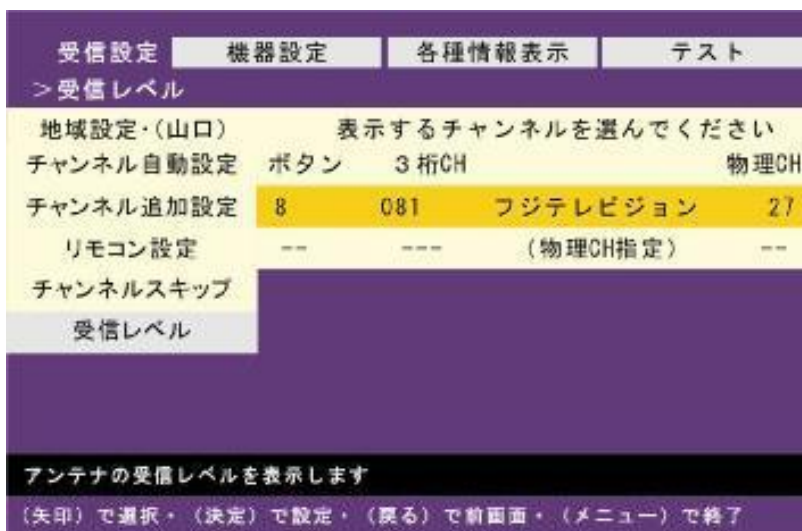 受信設定 機器設定 各種情報表示 テスト
＞受信レベル
地域設定・(山口) 表示するチャンネルを選んでください
チャンネル自動設定 ボタン 3桁CH 物理CH
チャンネル追加設定 8 081 フジテレビジョン 27
リモコン設定 -- --- (物理CH指定) --
チャンネルスキップ
受信レベル
アンテナの受信レベルを表示します
(矢印)で選択・(決定)で設定・(戻る)で前画面・(メニュー)で終了